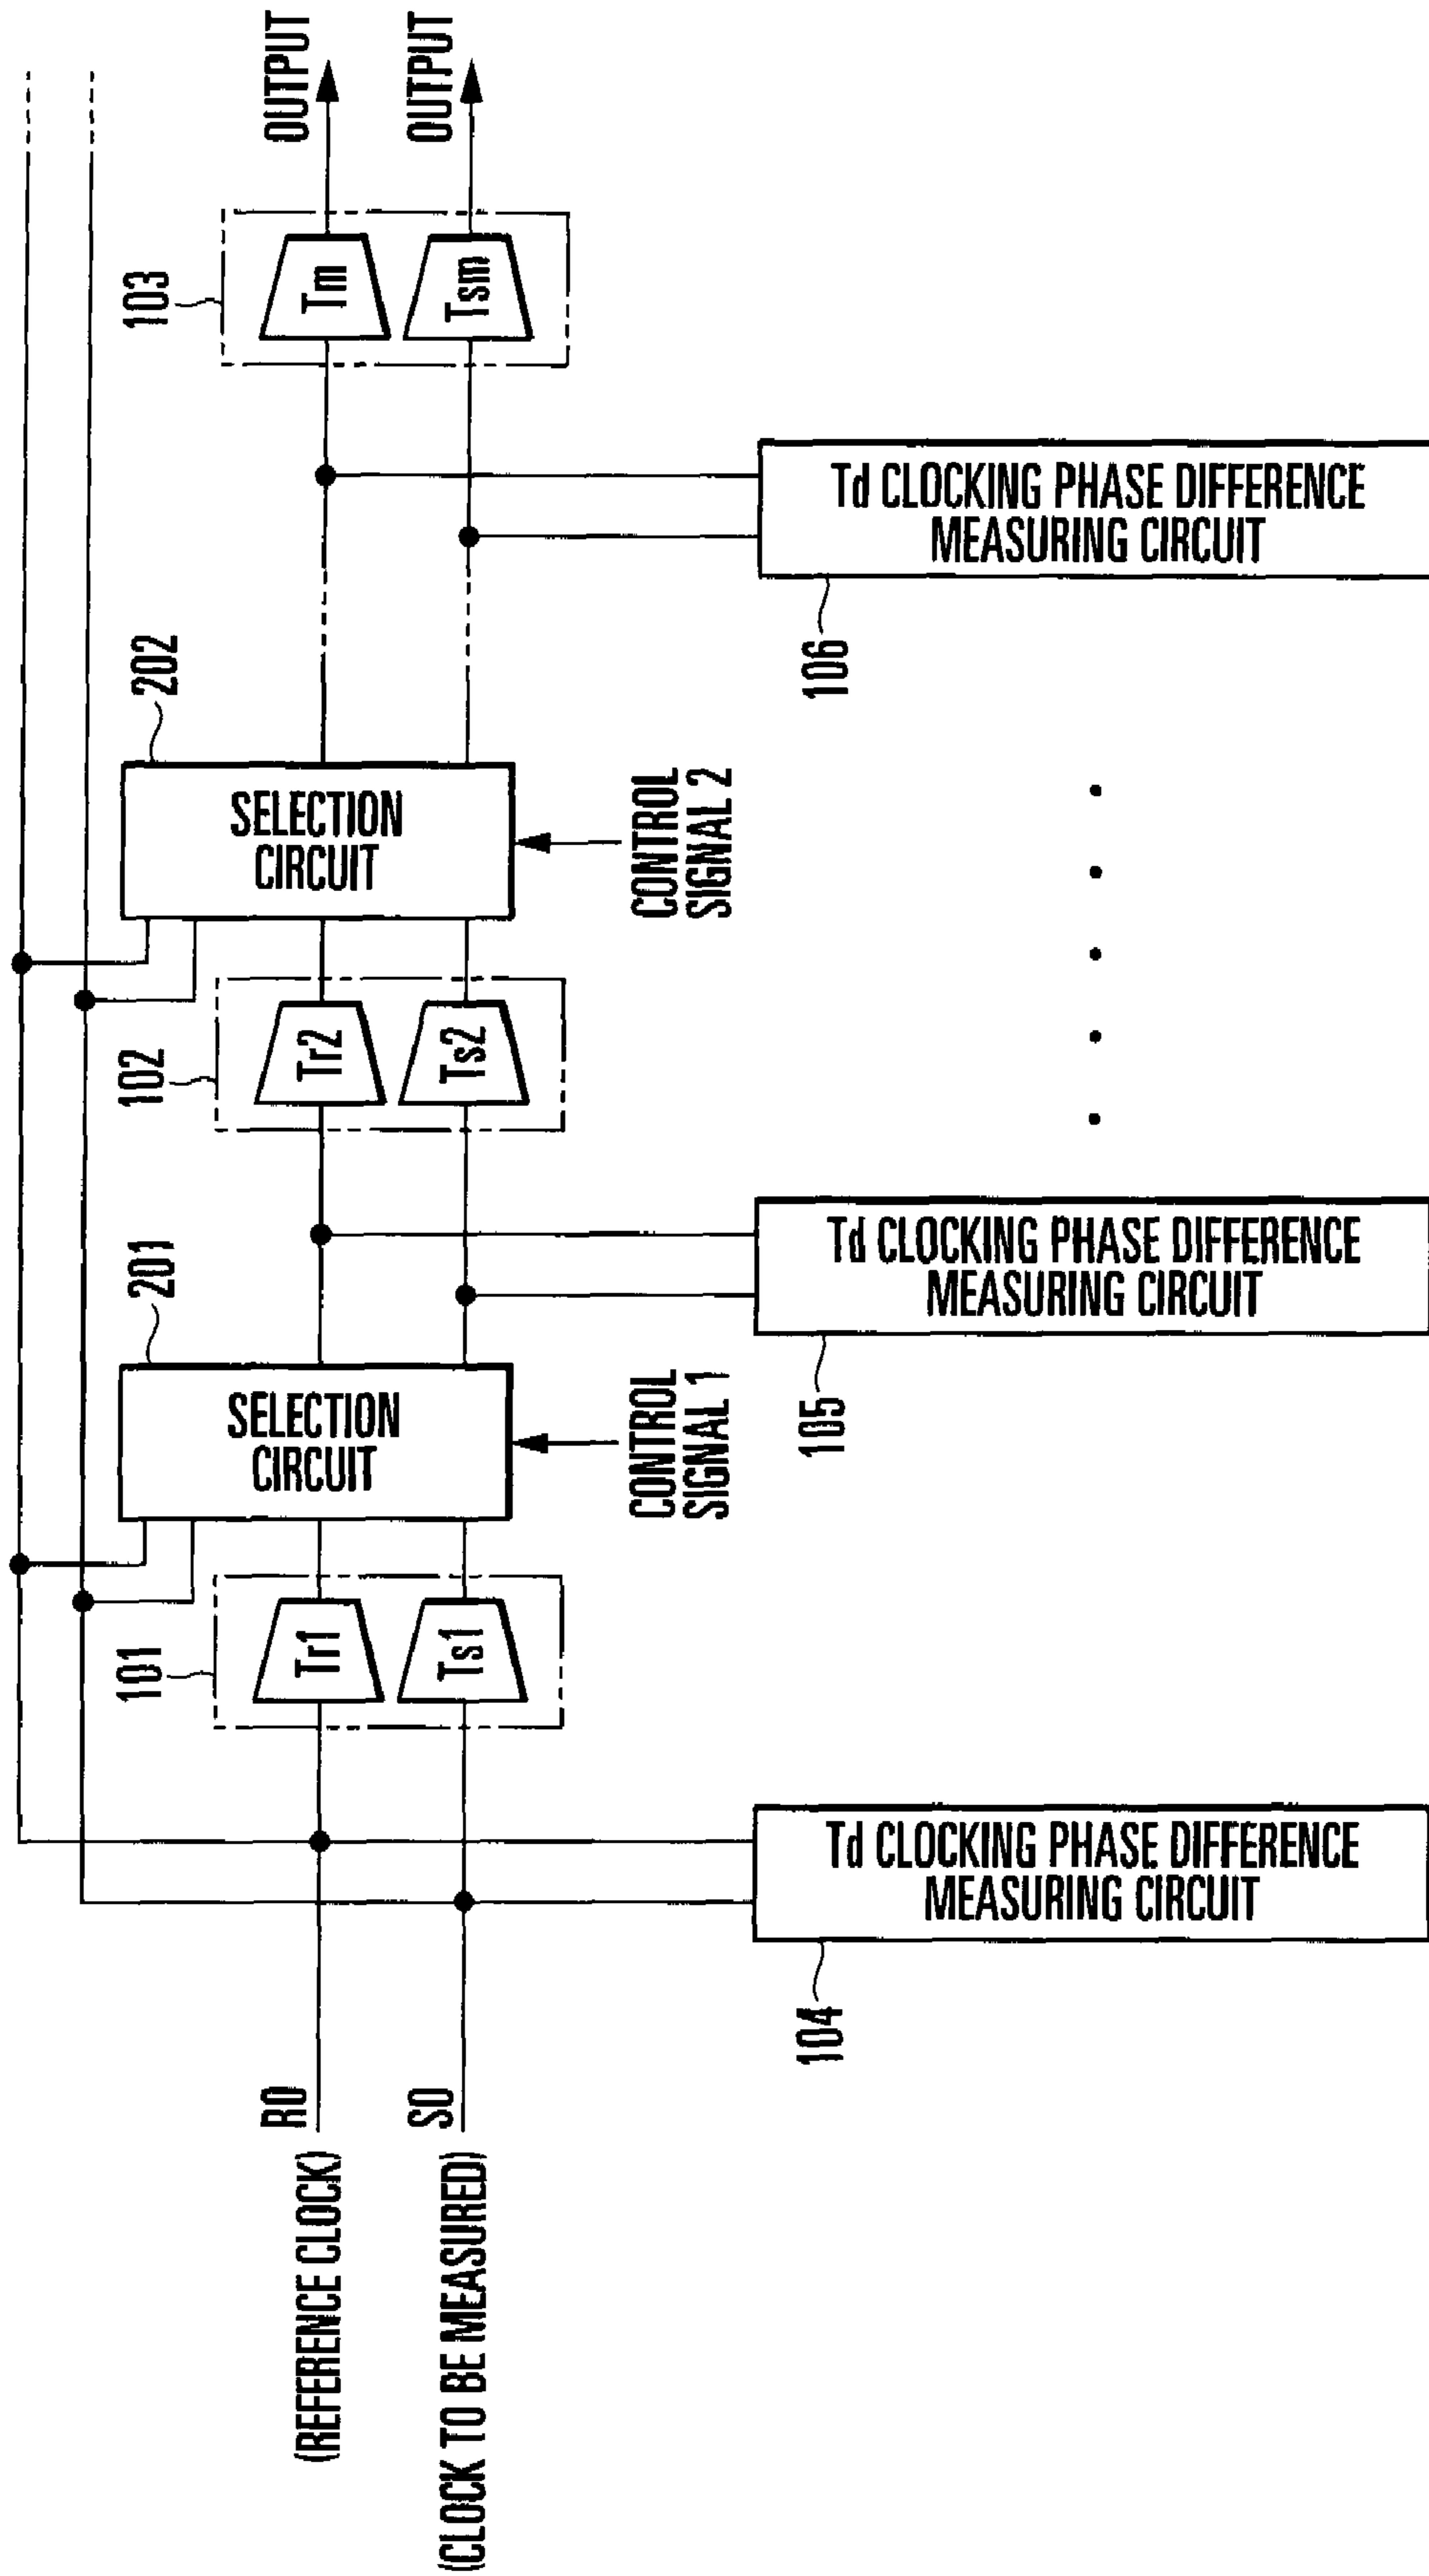 R0
(REFERENCE CLOCK)
S0
(CLOCK TO BE MEASURED)
104
Td CLOCKING PHASE DIFFERENCE
MEASURING CIRCUIT
101
Tr1
Ts1
201
SELECTION
CIRCUIT
CONTROL
SIGNAL 1
105
Td CLOCKING PHASE DIFFERENCE
MEASURING CIRCUIT
102
Tr2
Ts2
202
SELECTION
CIRCUIT
CONTROL
SIGNAL 2
106
Td CLOCKING PHASE DIFFERENCE
MEASURING CIRCUIT
103
Tm
Tsm
OUTPUT
OUTPUT